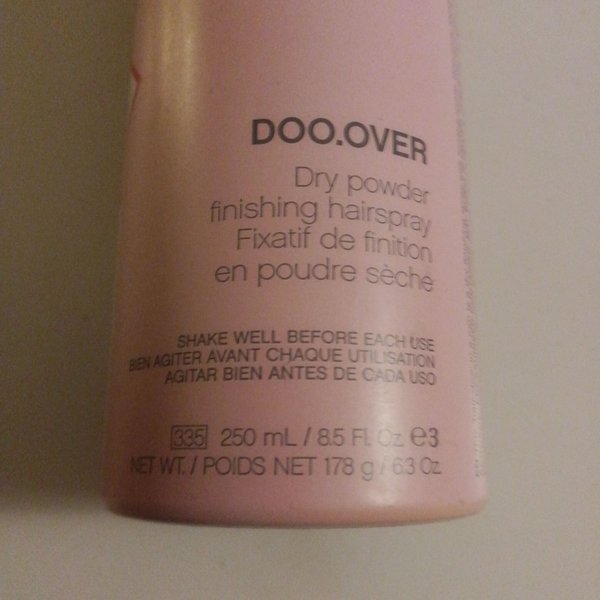 DOO.OVER
Dry powder
finishing hairspray
Fixatif de finition
en poudre sèche
SHAKE WELL BEFORE EACH USE
BIEN AGITER AVANT CHAQUE UTILISATION
AGITAR BIEN ANTES DE CADA USO
335 250 mL / 8.5 Fl. Oz. e3
NET WT. / POIDS NET 178 g / 63 Oz